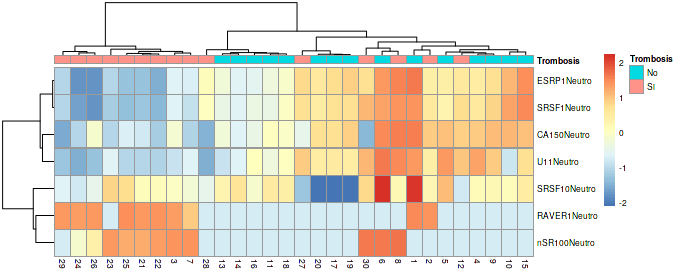 Trombosis
ESRP1Neutro
SRSF1Neutro
CA150Neutro
U11Neutro
SRSF10Neutro
RAVER1Neutro
nSR100Neutro
29 24 26 23 25 21 22 3 7 28 13 14 16 11 18 27 20 17 19 30 6 8 1 2 5 12 4 9 10 15
2
1
0
-1
-2
Trombosis
No
SI